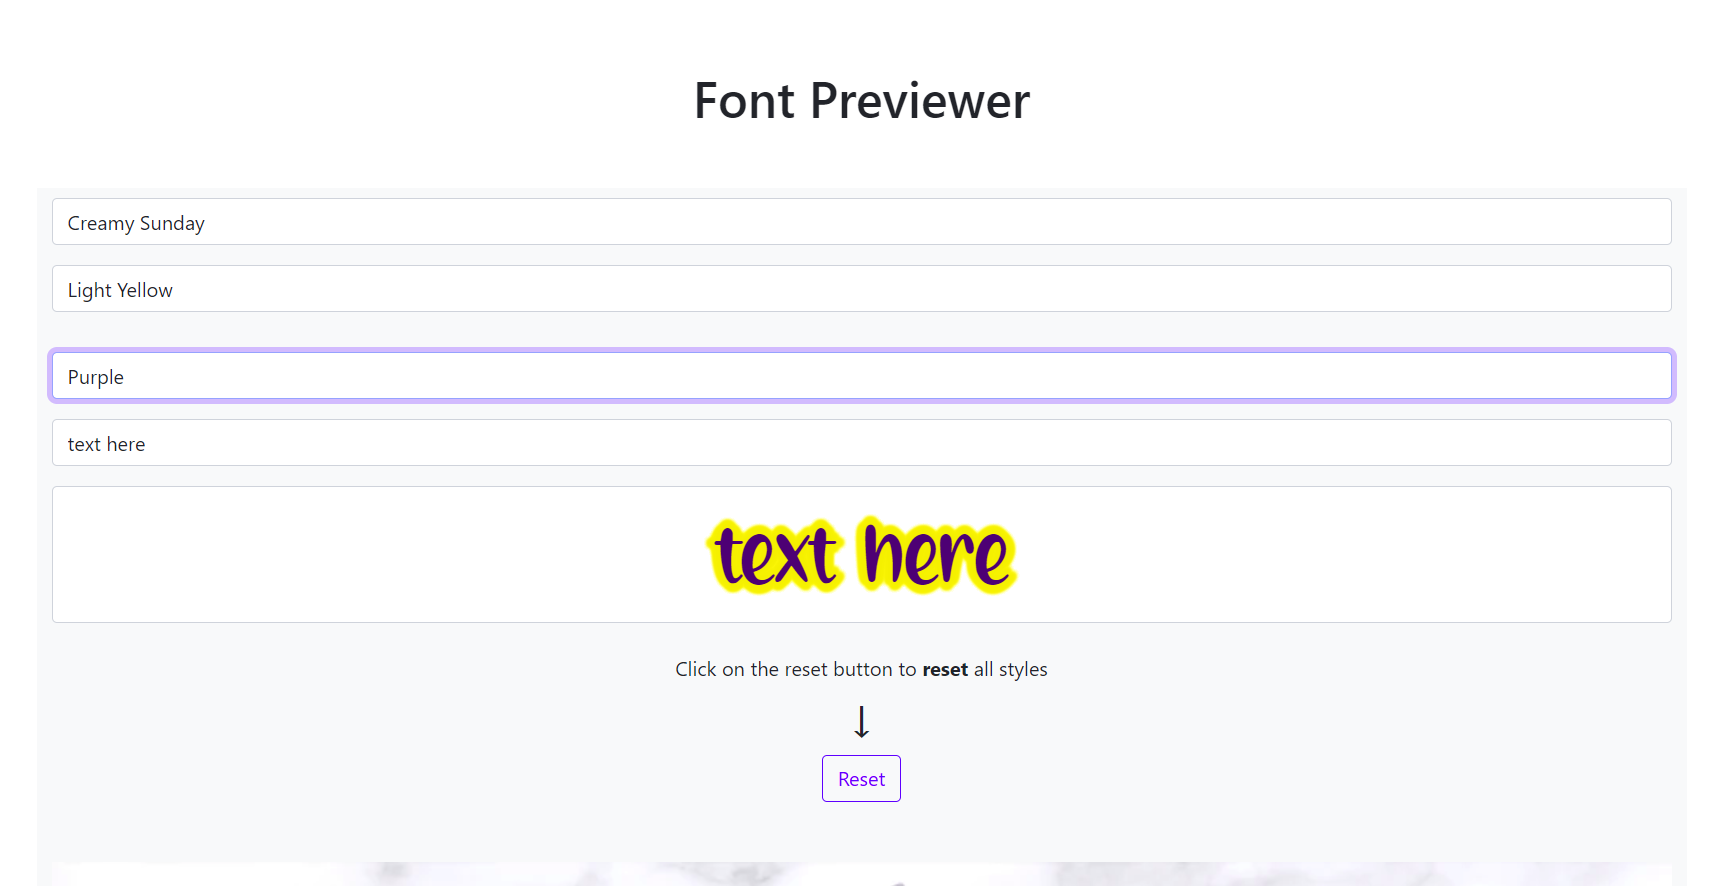 Font Previewer
Creamy Sunday
Light Yellow
Purple
text here
text here
Click on the reset button to reset all styles
↓
Reset